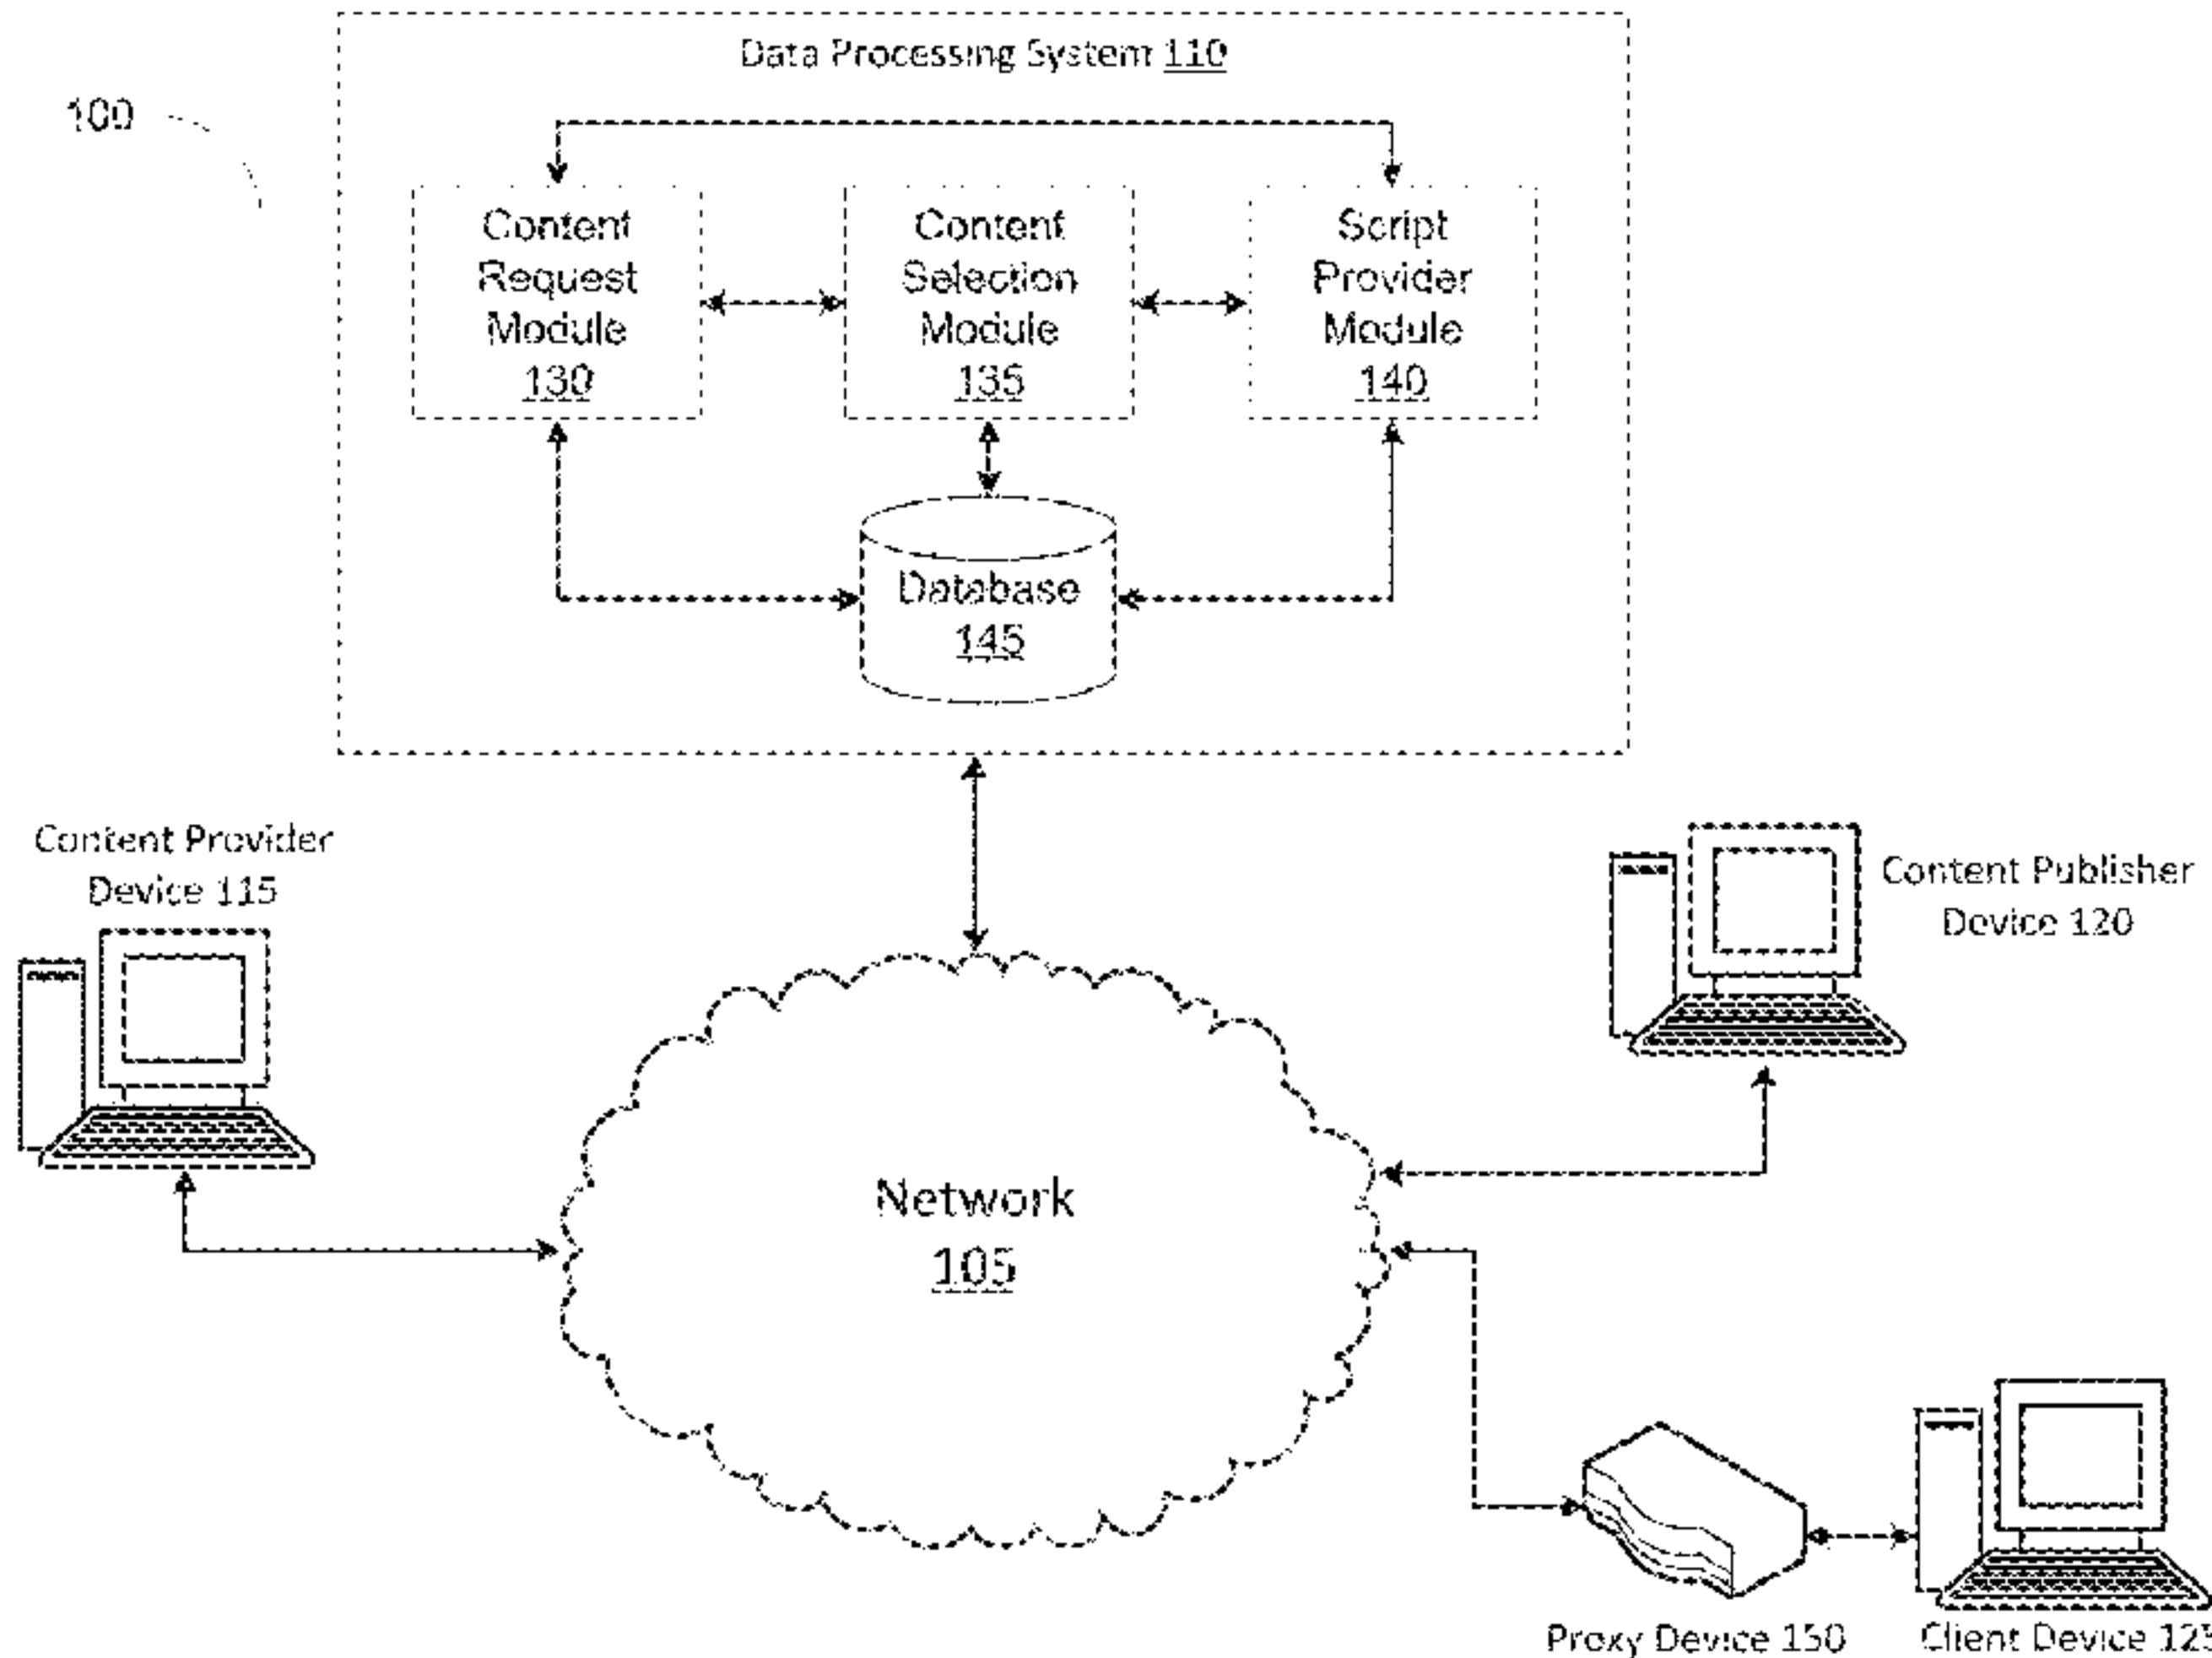 Data Processing System 110
100
Content
Request
Module
130
Content
Selection
Module
135
Script
Provider
Module
140
Database
145
Content Provider
Device 115
Content Publisher
Device 120
Network
105
Proxy Device 150
Client Device 125